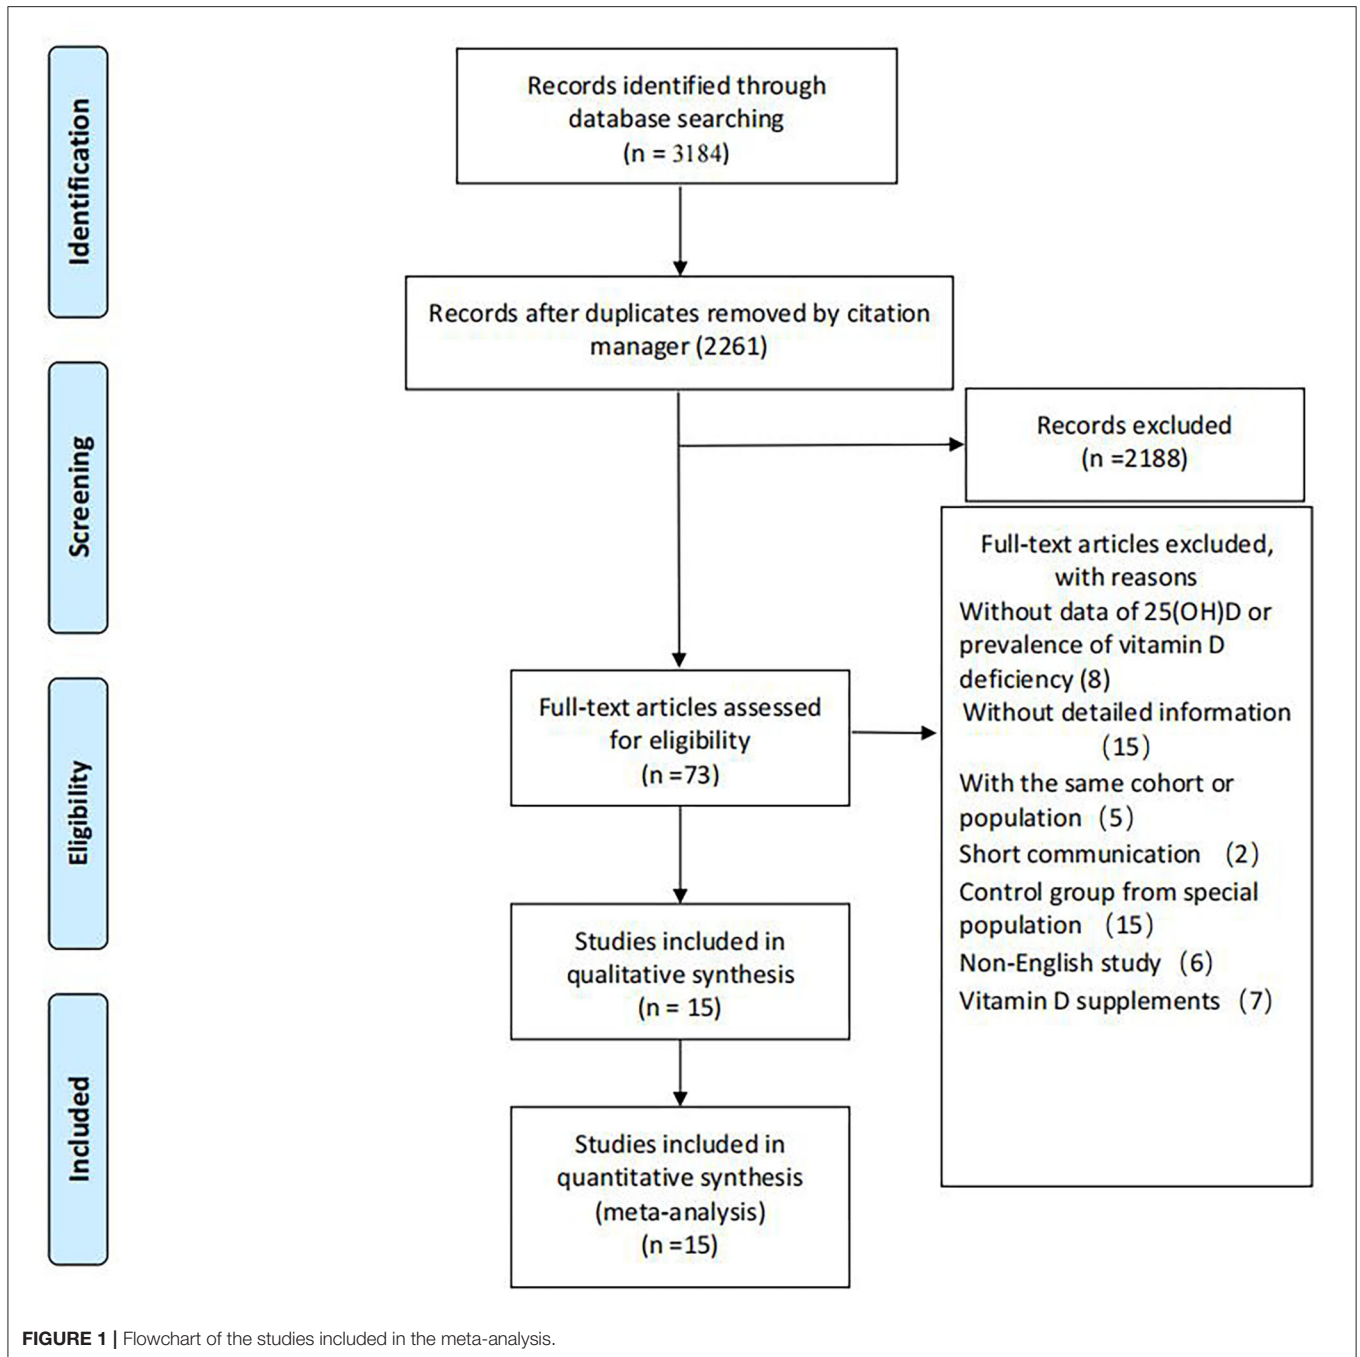 Identification
Records identified through
database searching
(n = 3184)
Records after duplicates removed by citation
manager (2261)
Screening
Records excluded
(n =2188)
Full-text articles excluded,
with reasons
Without data of 25(OH)D or
prevalence of vitamin D
deficiency (8)
Without detailed information
(15)
With the same cohort or
population (5)
Short communication (2)
Control group from special
population (15)
Non-English study (6)
Vitamin D supplements (7)
Eligibility
Full-text articles assessed
for eligibility
(n =73)
Studies included in
qualitative synthesis
(n = 15)
Included
Studies included in
quantitative synthesis
(meta-analysis)
(n =15)
FIGURE 1 | Flowchart of the studies included in the meta-analysis.